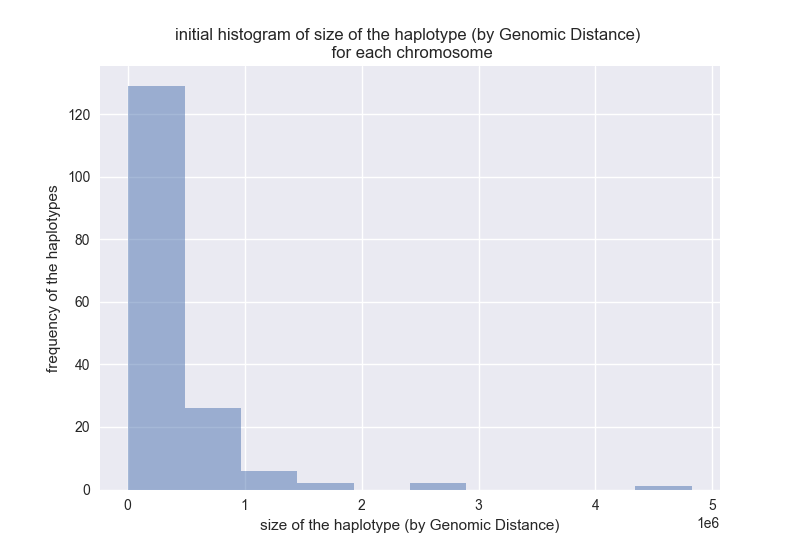 initial histogram of size of the haplotype (by Genomic Distance)
for each chromosome
frequency of the haplotypes
120
100
80
60
40
20
0
0 1 2 3 4 5
1e6
size of the haplotype (by Genomic Distance)